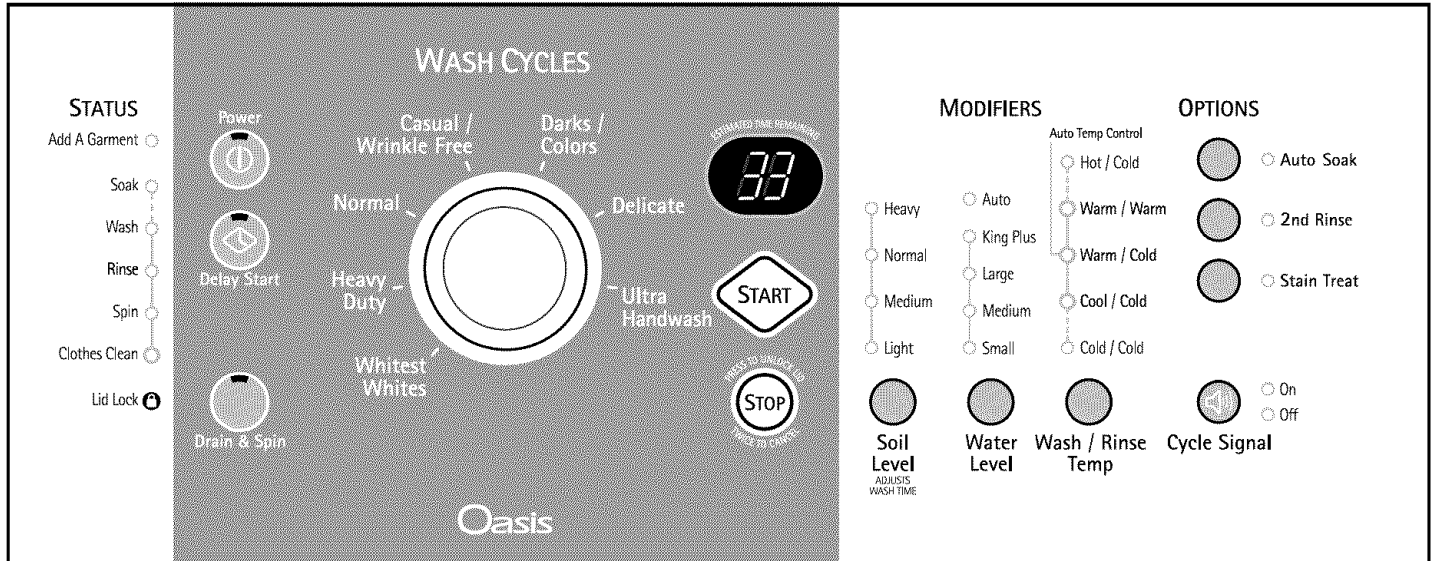 WASH CYCLES
STATUS
Add A Garment
Soak
Wash
Rinse
Spin
Clothes Clean
Lid Lock
Power
Delay Start
Drain & Spin
Casual /
Wrinkle Free
Darks /
Colors
Normal
Delicate
Heavy
Duty
Ultra
Handwash
Whitest
Whites
ESTIMATED TIME REMAINING
33
START
PRESS TO UNLOCK LID
STOP
TWICE TO CANCEL
Oasis
MODIFIERS
Heavy
Normal
Medium
Light
Soil
Level
ADJUSTS
WASH TIME
Auto
King Plus
Large
Medium
Small
Water
Level
Auto Temp Control
Hot / Cold
Warm / Warm
Warm / Cold
Cool / Cold
Cold / Cold
Wash / Rinse
Temp
OPTIONS
Auto Soak
2nd Rinse
Stain Treat
On
Off
Cycle Signal